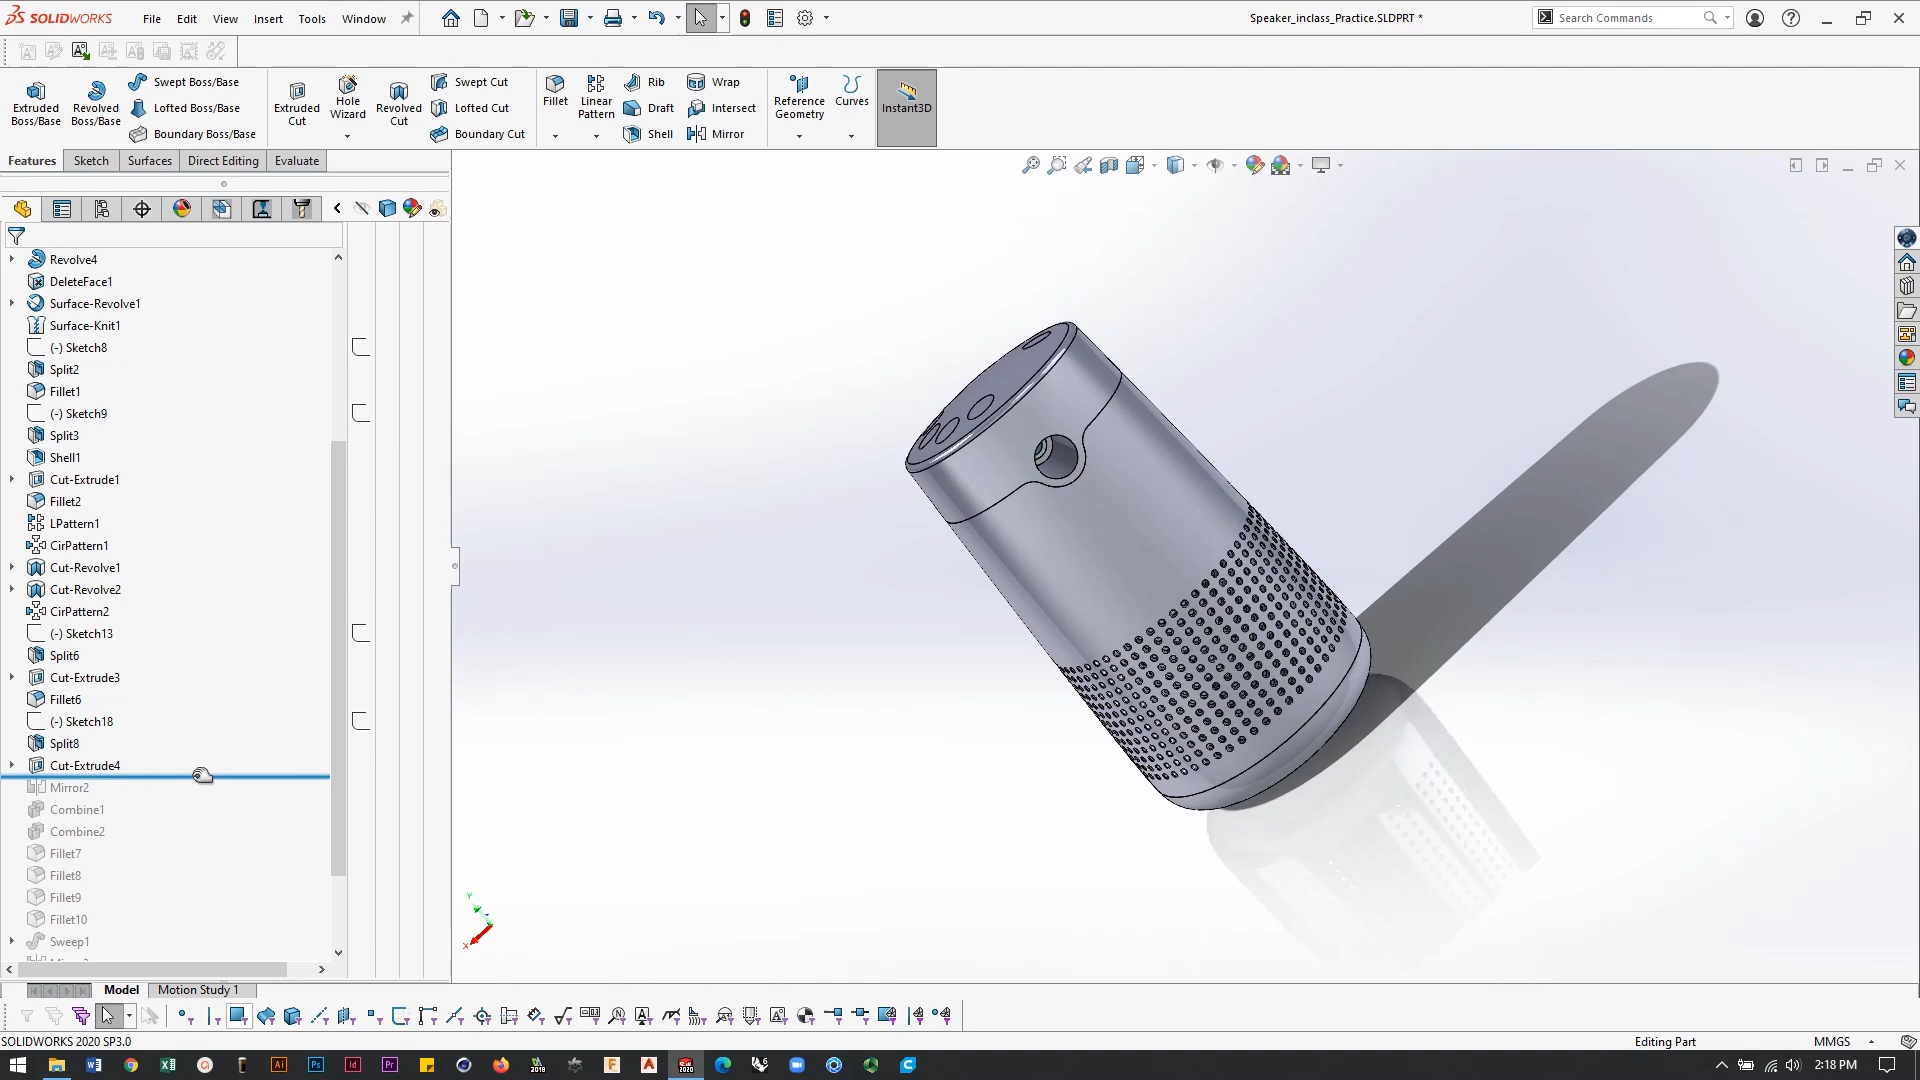 SOLIDWORKS File Edit View Insert Tools Window Speaker_inclass_Practice.SLDPRT * Search Commands
Extruded Boss/Base
Revolved Boss/Base
Swept Boss/Base
Lofted Boss/Base
Boundary Boss/Base
Extruded Cut
Hole Wizard
Revolved Cut
Swept Cut
Lofted Cut
Boundary Cut
Fillet
Linear Pattern
Rib
Draft
Shell
Wrap
Intersect
Mirror
Reference Geometry
Curves
Instant3D
Features Sketch Surfaces Direct Editing Evaluate
Revolve4
DeleteFace1
Surface-Revolve1
Surface-Knit1
(-) Sketch8
Split2
Fillet1
(-) Sketch9
Split3
Shell1
Cut-Extrude1
Fillet2
LPattern1
CirPattern1
Cut-Revolve1
Cut-Revolve2
CirPattern2
(-) Sketch13
Split6
Cut-Extrude3
Fillet6
(-) Sketch18
Split8
Cut-Extrude4
Mirror2
Combine1
Combine2
Fillet7
Fillet8
Fillet9
Fillet10
Sweep1
Y
X
Model Motion Study 1
SOLIDWORKS 2020 SP3.0 Editing Part MMGS
2:18 PM